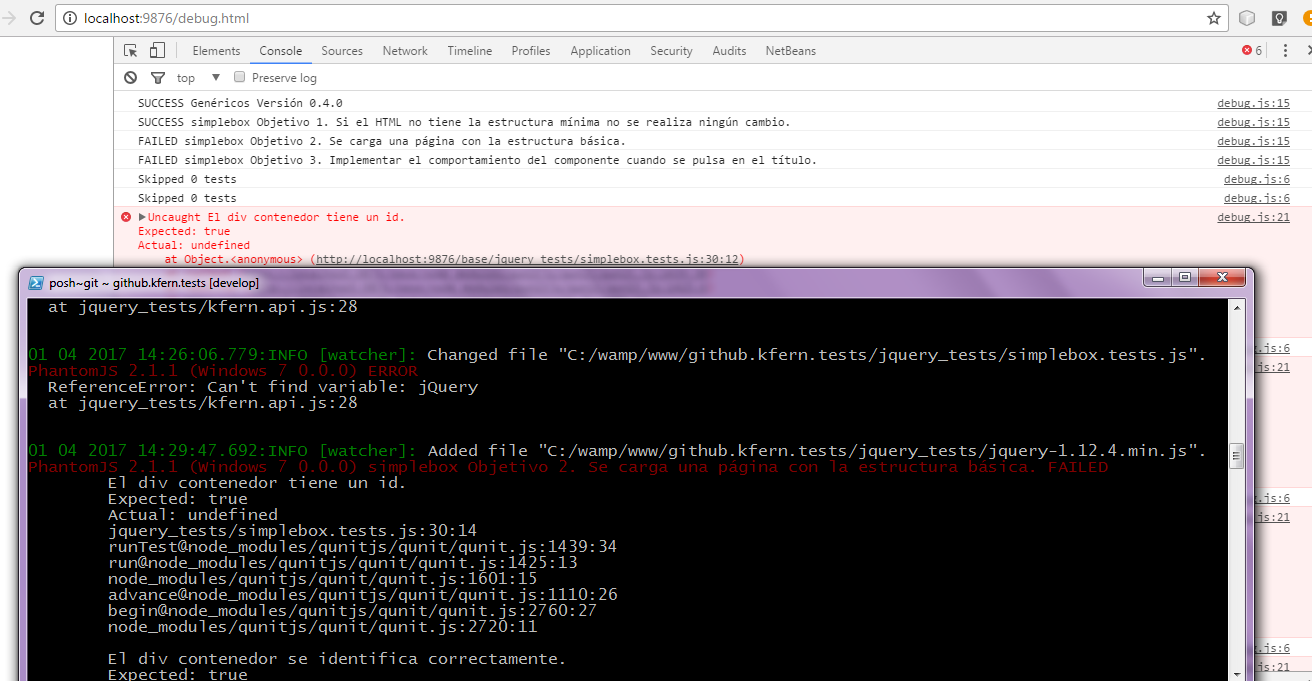 localhost:9876/debug.html
Elements Console Sources Network Timeline Profiles Application Security Audits NetBeans 6
top Preserve log
SUCCESS Genéricos Versión 0.4.0 debug.js:15
SUCCESS simplebox Objetivo 1. Si el HTML no tiene la estructura mínima no se realiza ningún cambio. debug.js:15
FAILED simplebox Objetivo 2. Se carga una página con la estructura básica. debug.js:15
FAILED simplebox Objetivo 3. Implementar el comportamiento del componente cuando se pulsa en el título. debug.js:15
Skipped 0 tests debug.js:6
Skipped 0 tests debug.js:6
Uncaught El div contenedor tiene un id. debug.js:21
Expected: true
Actual: undefined
at Object.<anonymous> (http://localhost:9876/base/jquery_tests/simplebox.tests.js:30:12)
posh~git ~ github.kfern.tests [develop]
at jquery_tests/kfern.api.js:28
01 04 2017 14:26:06.779:INFO [watcher]: Changed file "C:/wamp/www/github.kfern.tests/jquery_tests/simplebox.tests.js".
PhantomJS 2.1.1 (Windows 7 0.0.0) ERROR
ReferenceError: Can't find variable: jQuery
at jquery_tests/kfern.api.js:28
01 04 2017 14:29:47.692:INFO [watcher]: Added file "C:/wamp/www/github.kfern.tests/jquery_tests/jquery-1.12.4.min.js".
PhantomJS 2.1.1 (Windows 7 0.0.0) simplebox Objetivo 2. Se carga una página con la estructura básica. FAILED
El div contenedor tiene un id.
Expected: true
Actual: undefined
jquery_tests/simplebox.tests.js:30:14
runTest@node_modules/qunitjs/qunit/qunit.js:1439:34
run@node_modules/qunitjs/qunit/qunit.js:1425:13
node_modules/qunitjs/qunit/qunit.js:1601:15
advance@node_modules/qunitjs/qunit/qunit.js:1110:26
begin@node_modules/qunitjs/qunit/qunit.js:2760:27
node_modules/qunitjs/qunit/qunit.js:2720:11
El div contenedor se identifica correctamente.
Expected: true
.js:6
js:21
.js:6
js:21
.js:6
js:21